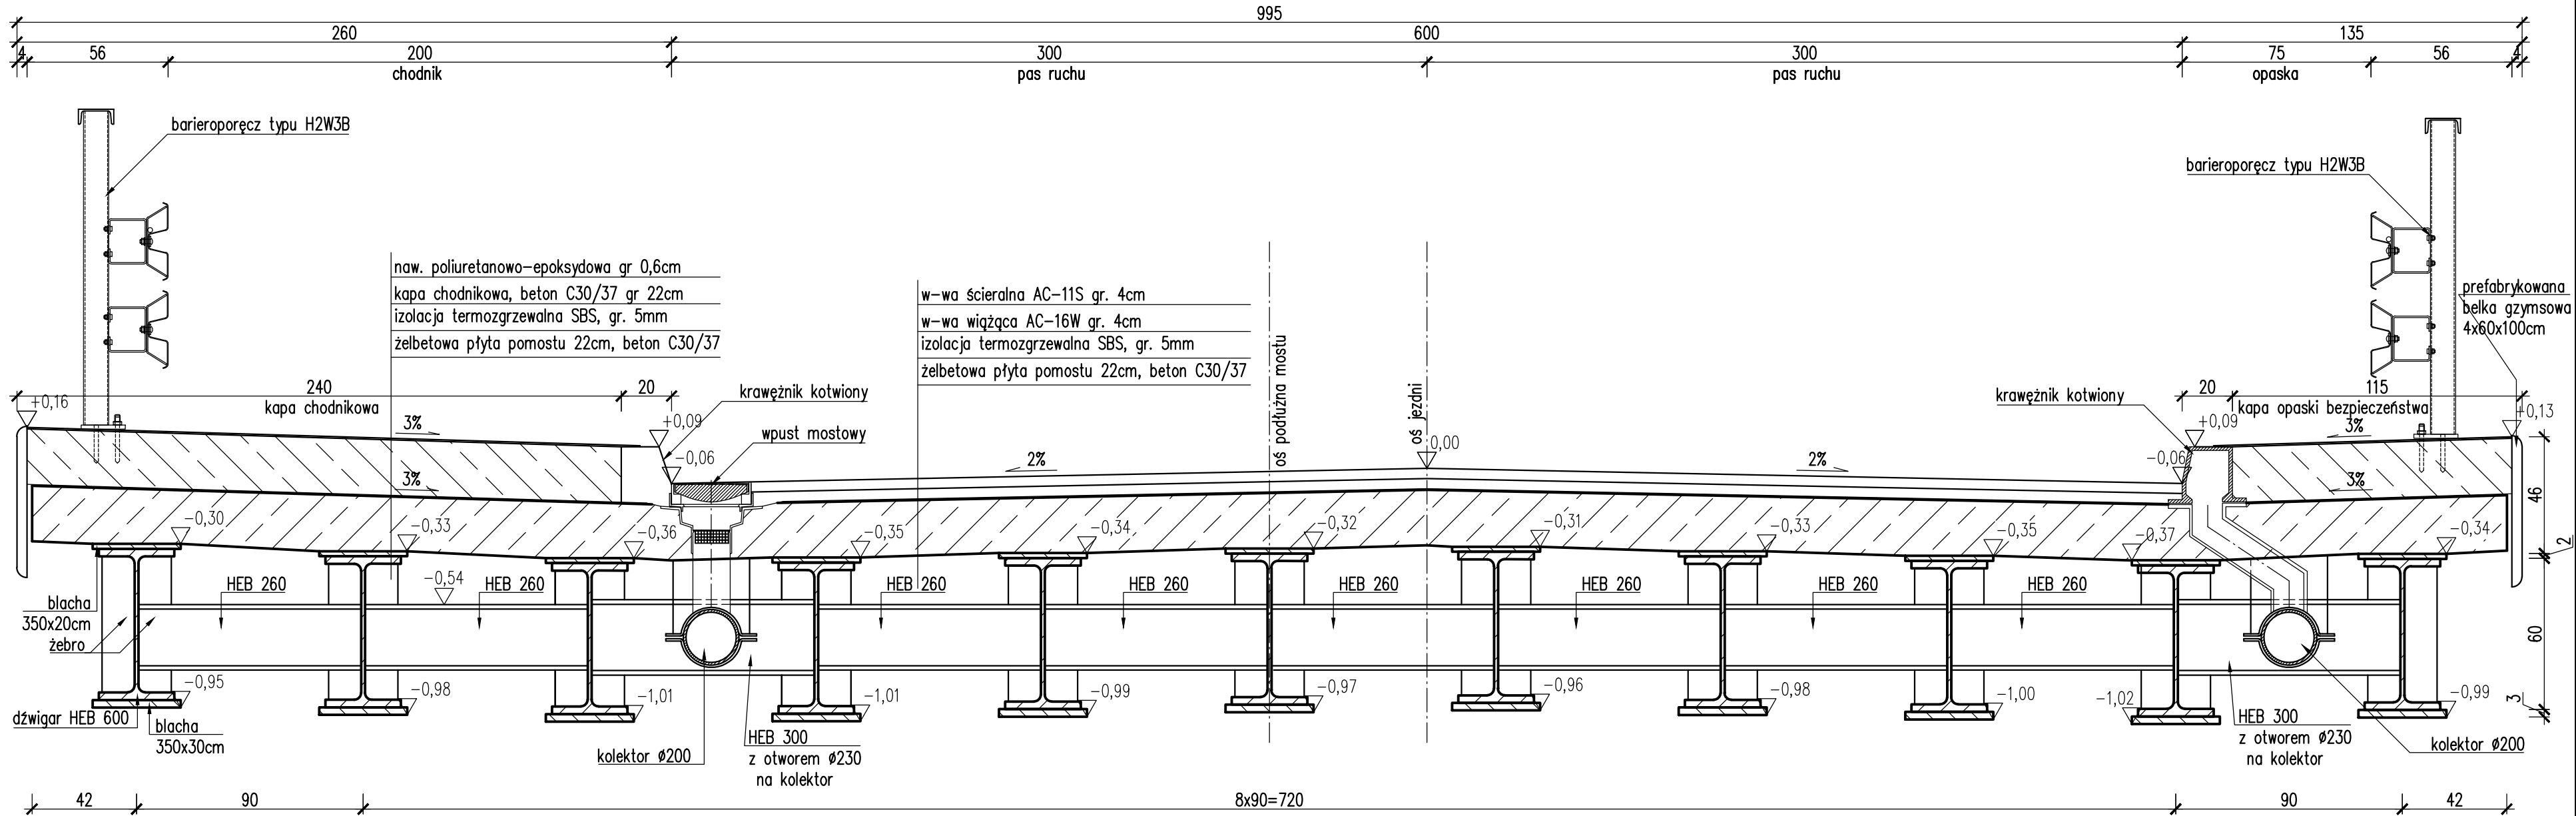 995
260
600
135
4
56
200
300
300
75
56
4
chodnik
pas ruchu
pas ruchu
opaska
barieroporęcz typu H2W3B
barieroporęcz typu H2W3B
naw. poliuretanowo-epoksydowa gr 0,6cm
kapa chodnikowa, beton C30/37 gr 22cm
izolacja termozgrzewalna SBS, gr. 5mm
żelbetowa płyta pomostu 22cm, beton C30/37
w-wa ścieralna AC-11S gr. 4cm
w-wa wiążąca AC-16W gr. 4cm
izolacja termozgrzewalna SBS, gr. 5mm
żelbetowa płyta pomostu 22cm, beton C30/37
oś podłużna mostu
oś jezdni
prefabrykowana
belka gzymsowa
4x60x100cm
240
20
kapa chodnikowa
krawężnik kotwiony
wpust mostowy
krawężnik kotwiony
20
115
kapa opaski bezpieczeństwa
+0,16
3%
+0,09
-0,06
3%
2%
0,00
2%
+0,09
-0,06
3%
3%
+0,13
46
2
60
3
-0,30
-0,33
-0,36
-0,35
-0,34
-0,32
-0,31
-0,33
-0,35
-0,37
-0,34
-0,54
HEB 260
HEB 260
HEB 260
HEB 260
HEB 260
HEB 260
HEB 260
HEB 260
blacha
350x20cm
żebro
-0,95
-0,98
-1,01
-1,01
-0,99
-0,97
-0,96
-0,98
-1,00
-1,02
-0,99
dźwigar HEB 600
blacha
350x30cm
kolektor ø200
HEB 300
z otworem ø230
na kolektor
HEB 300
z otworem ø230
na kolektor
kolektor ø200
42
90
8x90=720
90
42